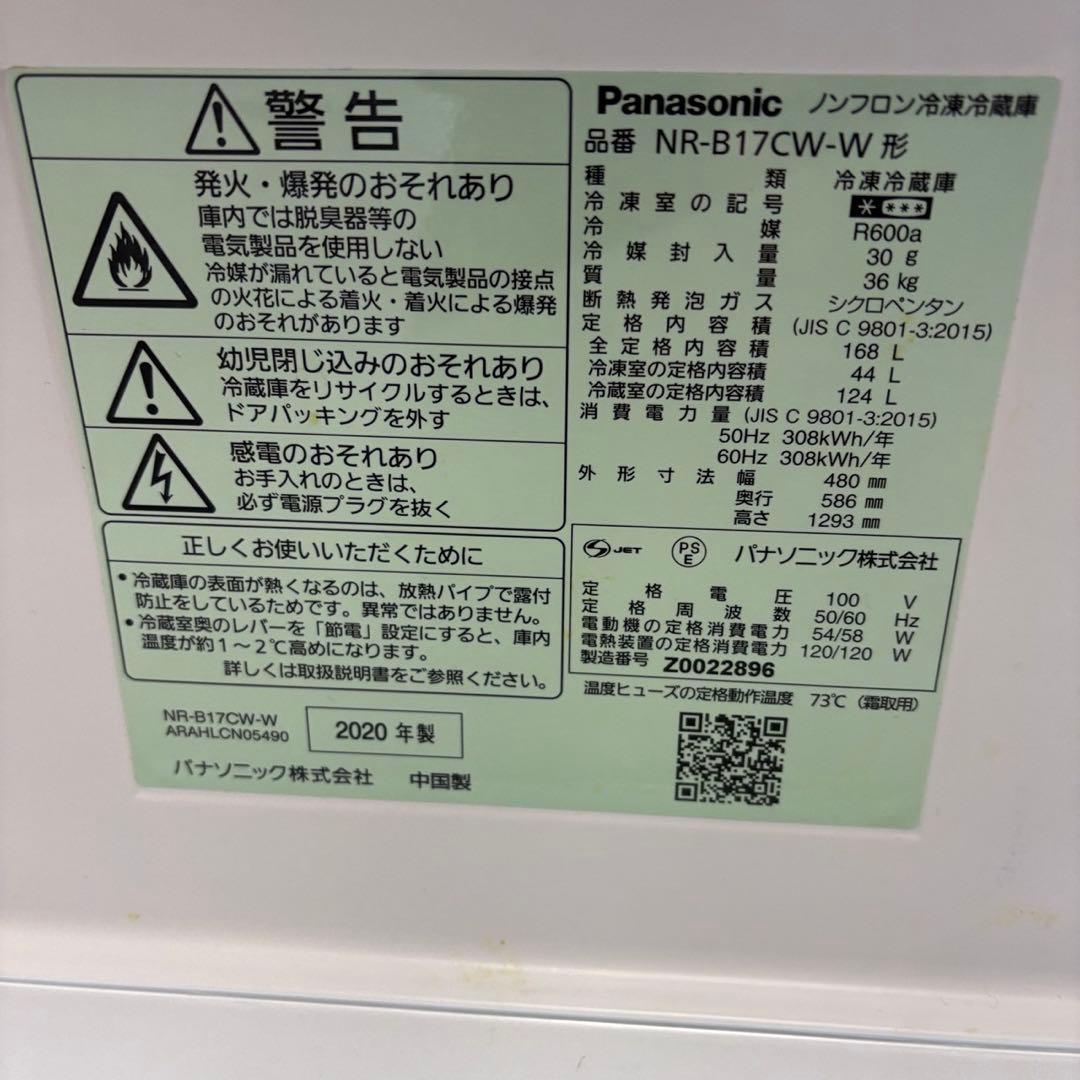 警告
発火・爆発のおそれあり
庫内では脱臭器等の
電気製品を使用しない
冷媒が漏れていると電気製品の接点
の火花による着火・着火による爆発
のおそれがあります
幼児閉じ込みのおそれあり
冷蔵庫をリサイクルするときは、
ドアパッキングを外す
感電のおそれあり
お手入れのときは、
必ず電源プラグを抜く
正しくお使いいただくために
・冷蔵庫の表面が熱くなるのは、放熱パイプで露付
防止をしているためです。異常ではありません。
・冷蔵室奥のレバーを「節電」設定にすると、庫内
温度が約1~2℃高めになります。
詳しくは取扱説明書をご参照ください。
NR-B17CW-W
ARAHLCN05490
2020 年製
パナソニック株式会社 中国製
Panasonic ノンフロン冷凍冷蔵庫
品番 NR-B17CW-W 形
種類 冷凍冷蔵庫
冷凍室の記号 * ***
冷媒 R600a
冷媒封入量 30 g
質量 36 kg
断熱発泡ガス シクロペンタン
定格内容積 (JIS C 9801-3:2015)
全定格内容積 168 L
冷凍室の定格内容積 44 L
冷蔵室の定格内容積 124 L
消費電力量 (JIS C 9801-3:2015)
50Hz 308kWh/年
60Hz 308kWh/年
外形寸法 幅 480 mm
奥行 586 mm
高さ 1293 mm
S JET PSE パナソニック株式会社
定格電圧 100 V
定格周波数 50/60 Hz
電動機の定格消費電力 54/58 W
電熱装置の定格消費電力 120/120 W
製造番号 Z0022896
温度ヒューズの定格動作温度 73℃(霜取用)